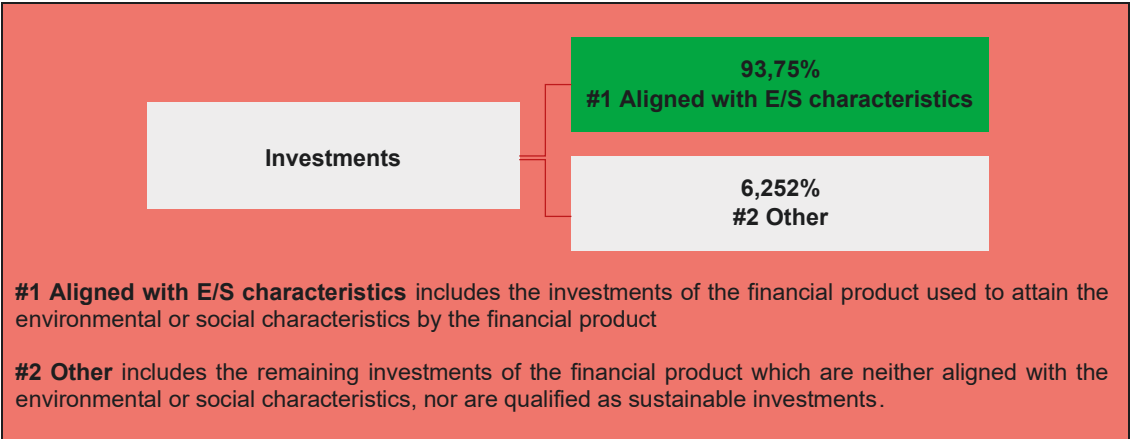 93,75%
#1 Aligned with E/S characteristics
Investments
6,252%
#2 Other
#1 Aligned with E/S characteristics includes the investments of the financial product used to attain the
environmental or social characteristics by the financial product
#2 Other includes the remaining investments of the financial product which are neither aligned with the
environmental or social characteristics, nor are qualified as sustainable investments.